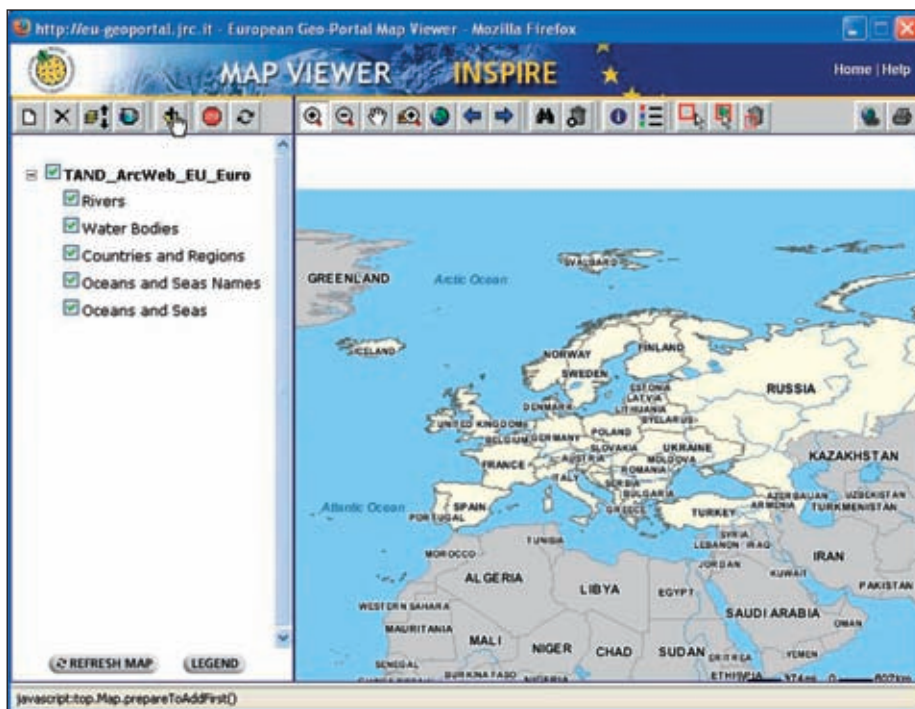 http://eu-geoportal.jrc.it - European Geo-Portal Map Viewer - Mozilla Firefox
MAP VIEWER INSPIRE
Home | Help
TAND_ArcWeb_EU_Euro
Rivers
Water Bodies
Countries and Regions
Oceans and Seas Names
Oceans and Seas
REFRESH MAP
LEGEND
SVALBARD
GREENLAND
Arctic Ocean
ICELAND
NORWAY
FINLAND
SWEDEN
RUSSIA
ESTONIA
LATVIA
LITHUANIA
DENMARK
BYELARUS
UNITED KINGDOM
POLAND
BELGIUM
GERMANY
UKRAINE
SLOVAKIA
KAZAKHSTAN
AUSTRIA
MOLDOVA
FRANCE
ROMANIA
ITALY
SERBIA
BULGARIA
AZERBAIJAN
UZBEKISTAN
Atlantic Ocean
SPAIN
GREECE
TURKEY
ARMENIA
TURKMENISTAN
PORTUGAL
TUNISIA
SYRIA
LEBANON
IRAQ
MOROCCO
IRAN
JORDAN
ALGERIA
KUWAIT
LIBYA
EGYPT
PAKISTAN
WESTERN SAHARA
SAUDI ARABIA
MAURITANIA
OMAN
MALI
NIGER
CHAD
SUDAN
ERITREA
YEMEN
SENEGAL
BURKINA FASO
ETHIOPIA
NIGERIA
0
javascript:top.Map.prepareToAddFirst()